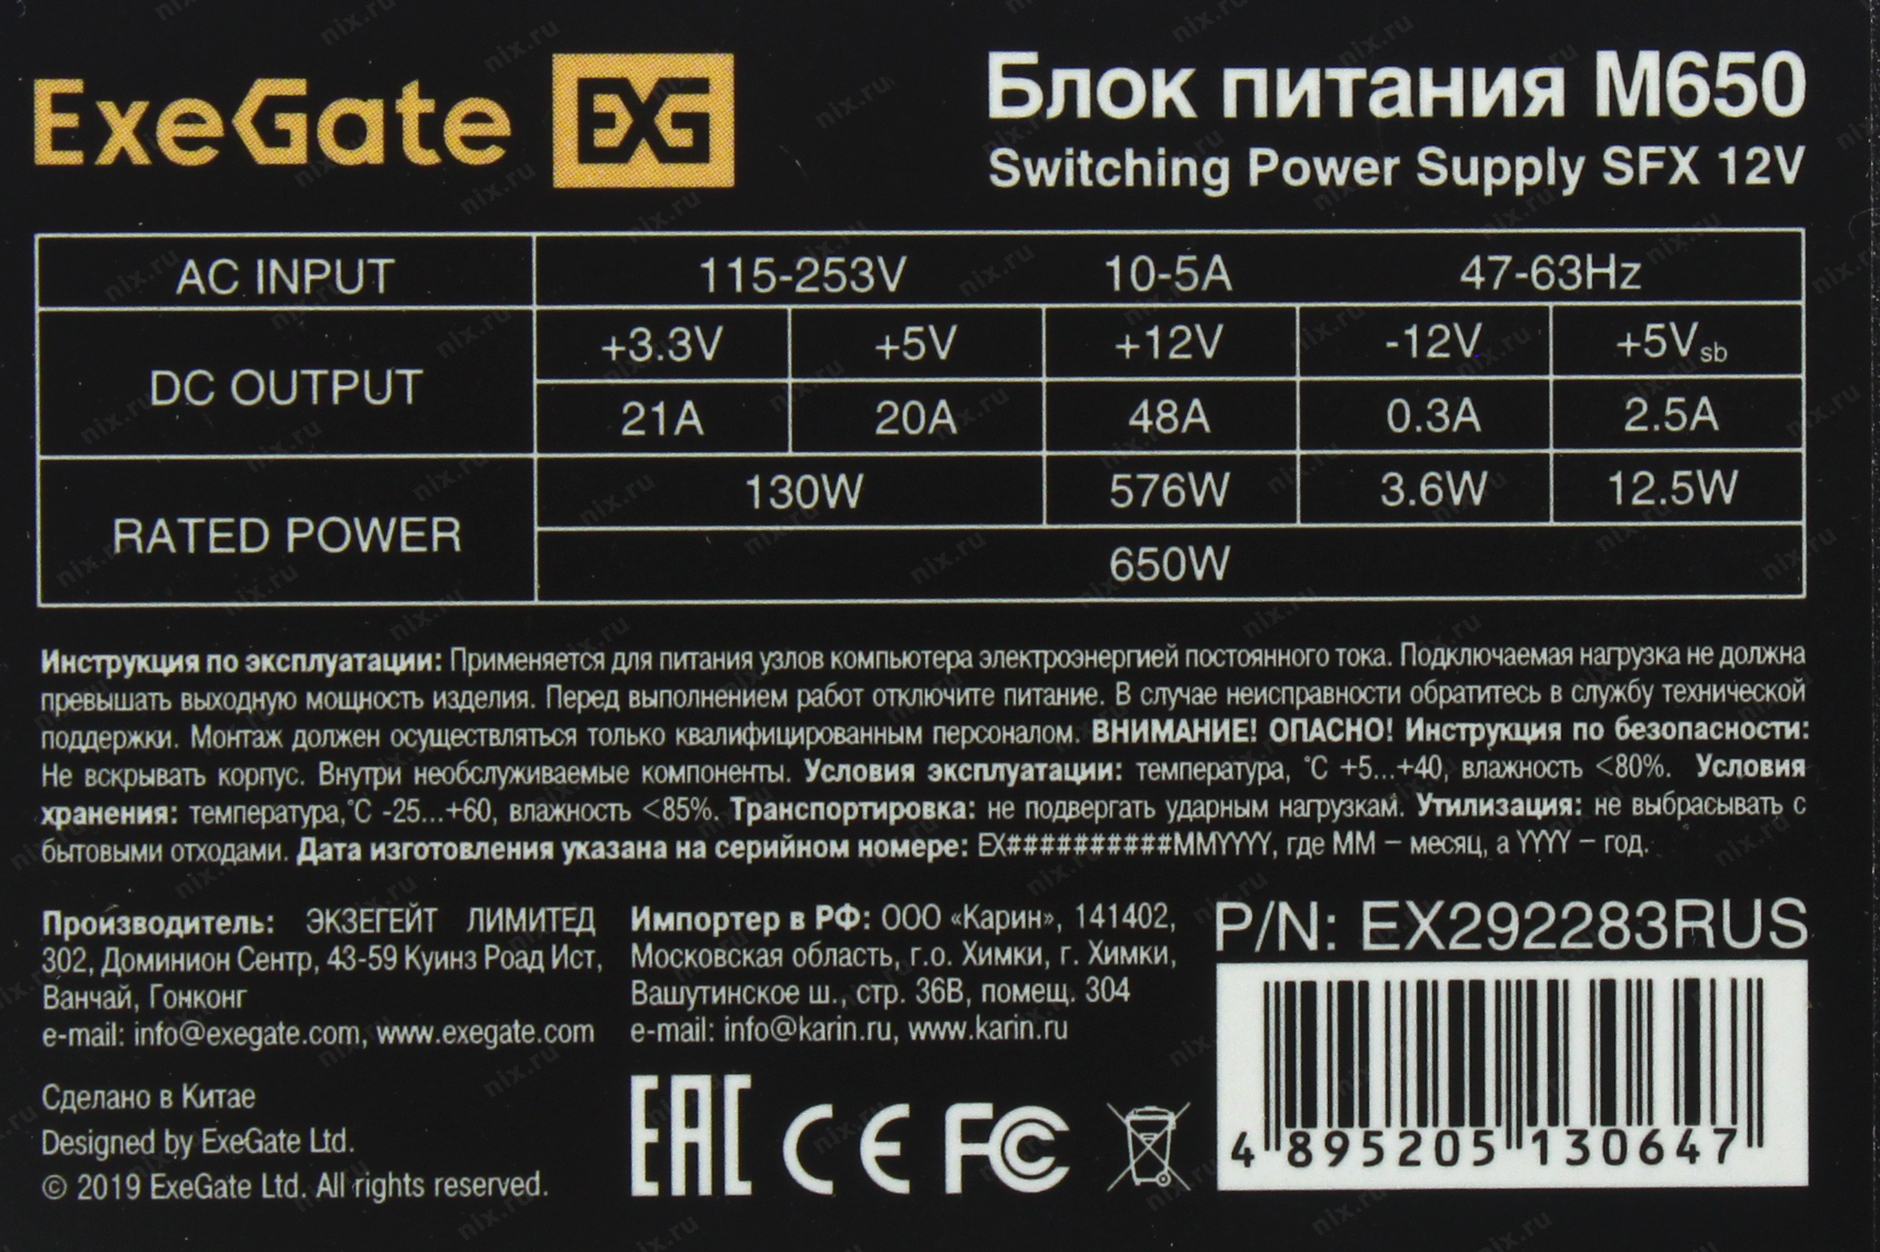 ExeGate EXG
Блок питания M650
Switching Power Supply SFX 12V
AC INPUT 115-253V 10-5A 47-63Hz
DC OUTPUT +3.3V +5V +12V -12V +5Vsb
21A 20A 48A 0.3A 2.5A
RATED POWER 130W 576W 3.6W 12.5W
650W
Инструкция по эксплуатации: Применяется для питания узлов компьютера электроэнергией постоянного тока. Подключаемая нагрузка не должна
превышать выходную мощность изделия. Перед выполнением работ отключите питание. В случае неисправности обратитесь в службу технической
поддержки. Монтаж должен осуществляться только квалифицированным персоналом. ВНИМАНИЕ! ОПАСНО! Инструкция по безопасности:
Не вскрывать корпус. Внутри необслуживаемые компоненты. Условия эксплуатации: температура, °С +5...+40, влажность <80%. Условия
хранения: температура,°С -25...+60, влажность <85%. Транспортировка: не подвергать ударным нагрузкам. Утилизация: не выбрасывать с
бытовыми отходами. Дата изготовления указана на серийном номере: EX##########MMYYYY, где ММ – месяц, а YYYY – год.
Производитель: ЭКЗЕГЕЙТ ЛИМИТЕД
302, Доминион Сентр, 43-59 Куинз Роад Ист,
Ванчай, Гонконг
e-mail: info@exegate.com, www.exegate.com
Импортер в РФ: ООО «Карин», 141402,
Московская область, г.о. Химки, г. Химки,
Вашутинское ш., стр. 36В, помещ. 304
e-mail: info@karin.ru, www.karin.ru
P/N: EX292283RUS
4 895205 130647
Сделано в Китае
Designed by ExeGate Ltd.
© 2019 ExeGate Ltd. All rights reserved.
EAC CE FC
nix.ru